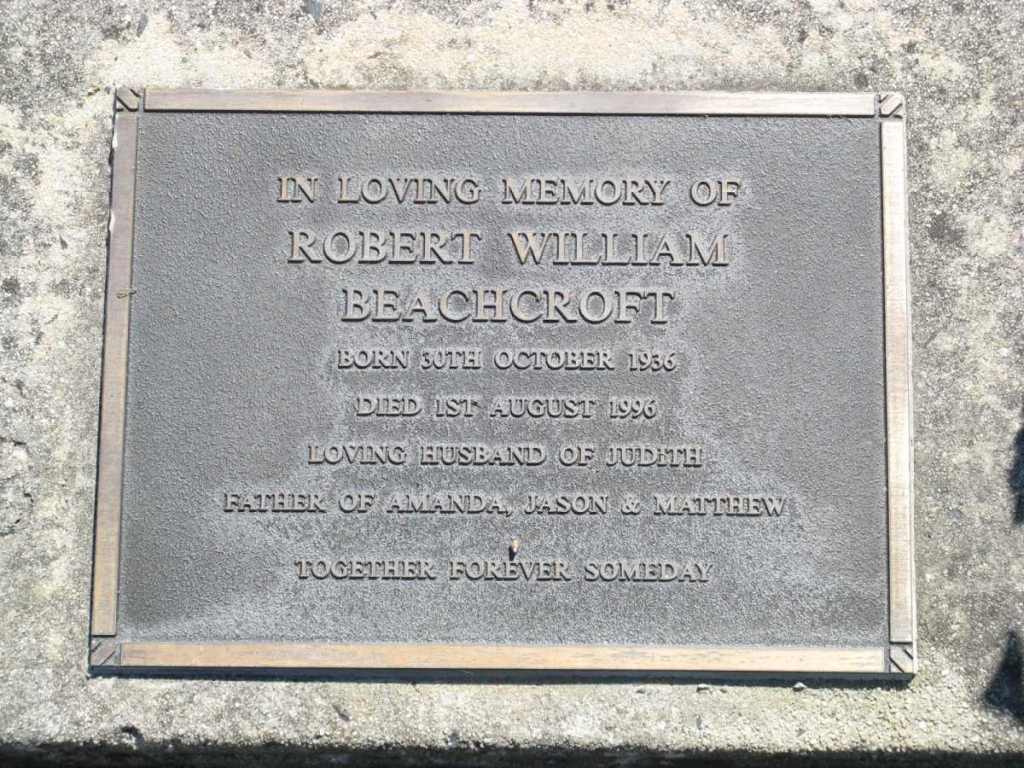 IN LOVING MEMORY OF
ROBERT WILLIAM
BEACHCROFT
BORN 30TH OCTOBER 1936
DIED 1ST AUGUST 1996
LOVING HUSBAND OF JUDITH
FATHER OF AMANDA, JASON & MATTHEW
TOGETHER FOREVER SOMEDAY